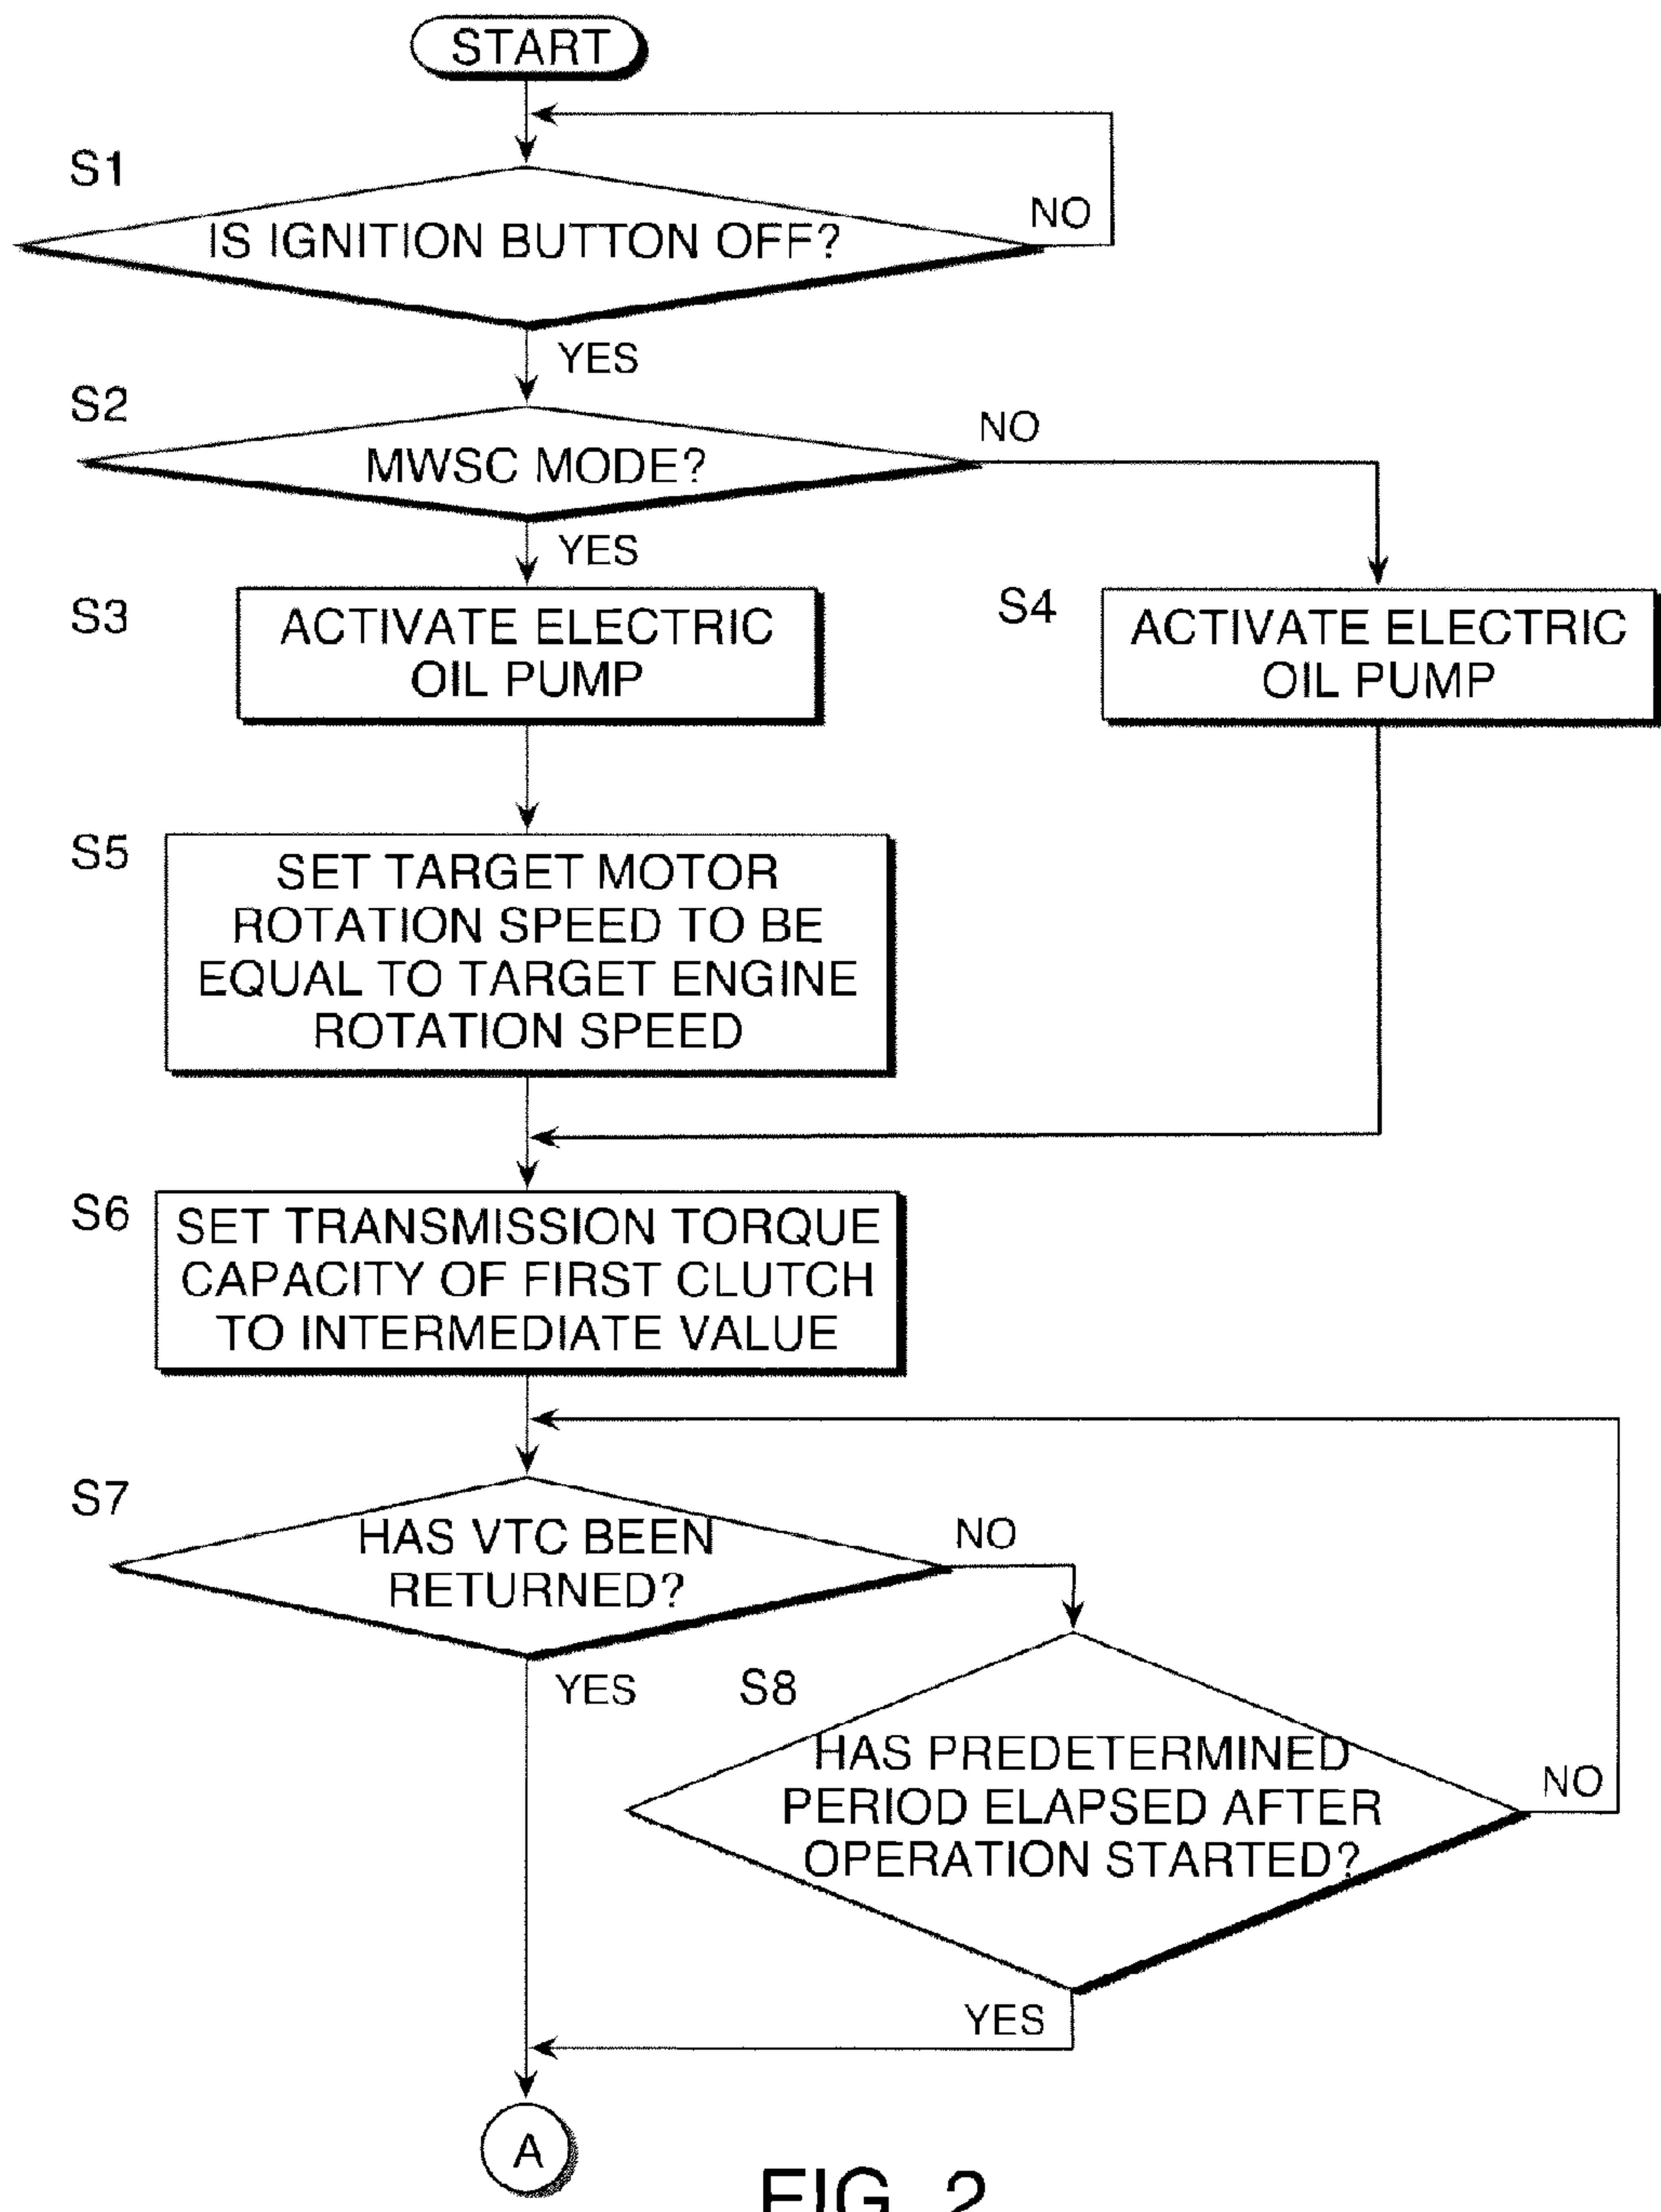 START
S1
IS IGNITION BUTTON OFF?
NO
YES
S2
MWSC MODE?
NO
YES
S3
ACTIVATE ELECTRIC
OIL PUMP
S4
ACTIVATE ELECTRIC
OIL PUMP
S5
SET TARGET MOTOR
ROTATION SPEED TO BE
EQUAL TO TARGET ENGINE
ROTATION SPEED
S6
SET TRANSMISSION TORQUE
CAPACITY OF FIRST CLUTCH
TO INTERMEDIATE VALUE
S7
HAS VTC BEEN
RETURNED?
NO
YES
S8
HAS PREDETERMINED
PERIOD ELAPSED AFTER
OPERATION STARTED?
NO
YES
A
FIG. 2